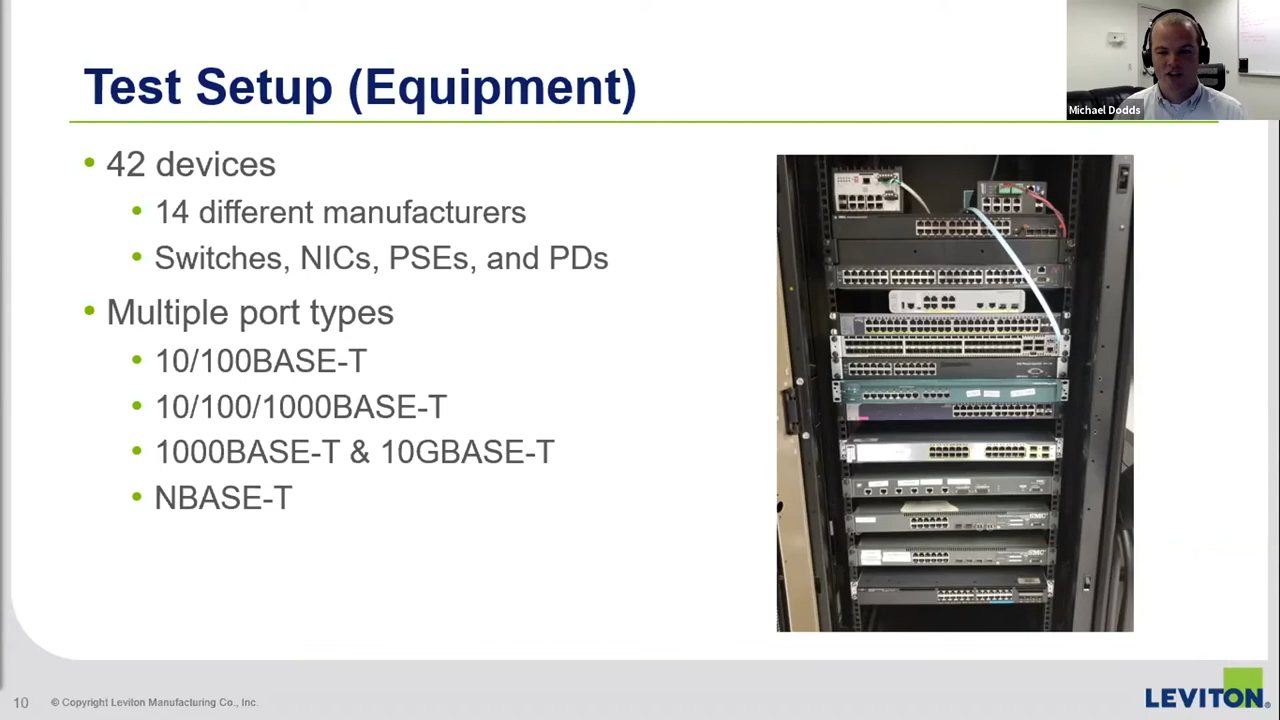 Test Setup (Equipment)
Michael Dodds
• 42 devices
• 14 different manufacturers
• Switches, NICs, PSEs, and PDs
• Multiple port types
• 10/100BASE-T
• 10/100/1000BASE-T
• 1000BASE-T & 10GBASE-T
• NBASE-T
10 © Copyright Leviton Manufacturing Co., Inc.
LEVITON®